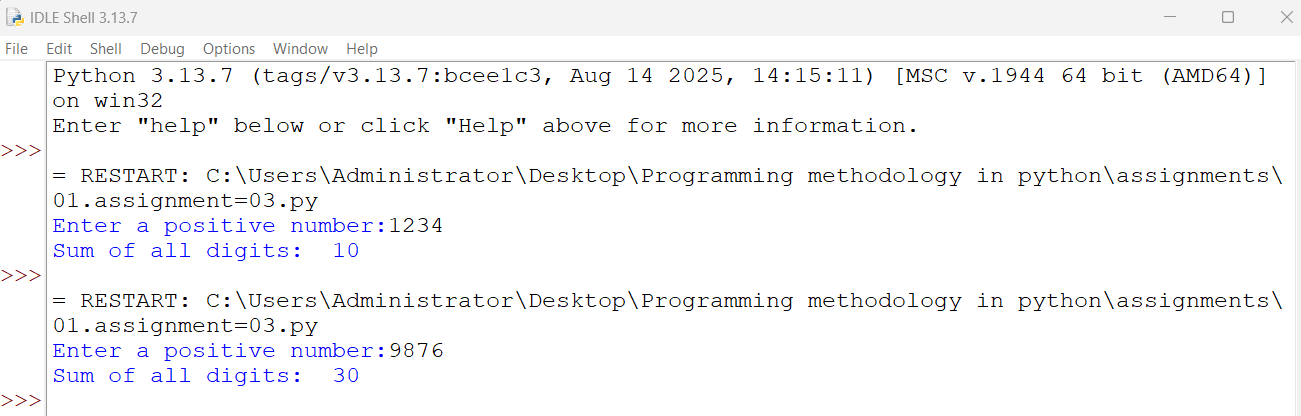 IDLE Shell 3.13.7
File Edit Shell Debug Options Window Help
Python 3.13.7 (tags/v3.13.7:bcee1c3, Aug 14 2025, 14:15:11) [MSC v.1944 64 bit (AMD64)]
on win32
Enter "help" below or click "Help" above for more information.
>>>
= RESTART: C:\Users\Administrator\Desktop\Programming methodology in python\assignments\
01.assignment=03.py
Enter a positive number:1234
Sum of all digits:  10
>>>
= RESTART: C:\Users\Administrator\Desktop\Programming methodology in python\assignments\
01.assignment=03.py
Enter a positive number:9876
Sum of all digits:  30
>>>